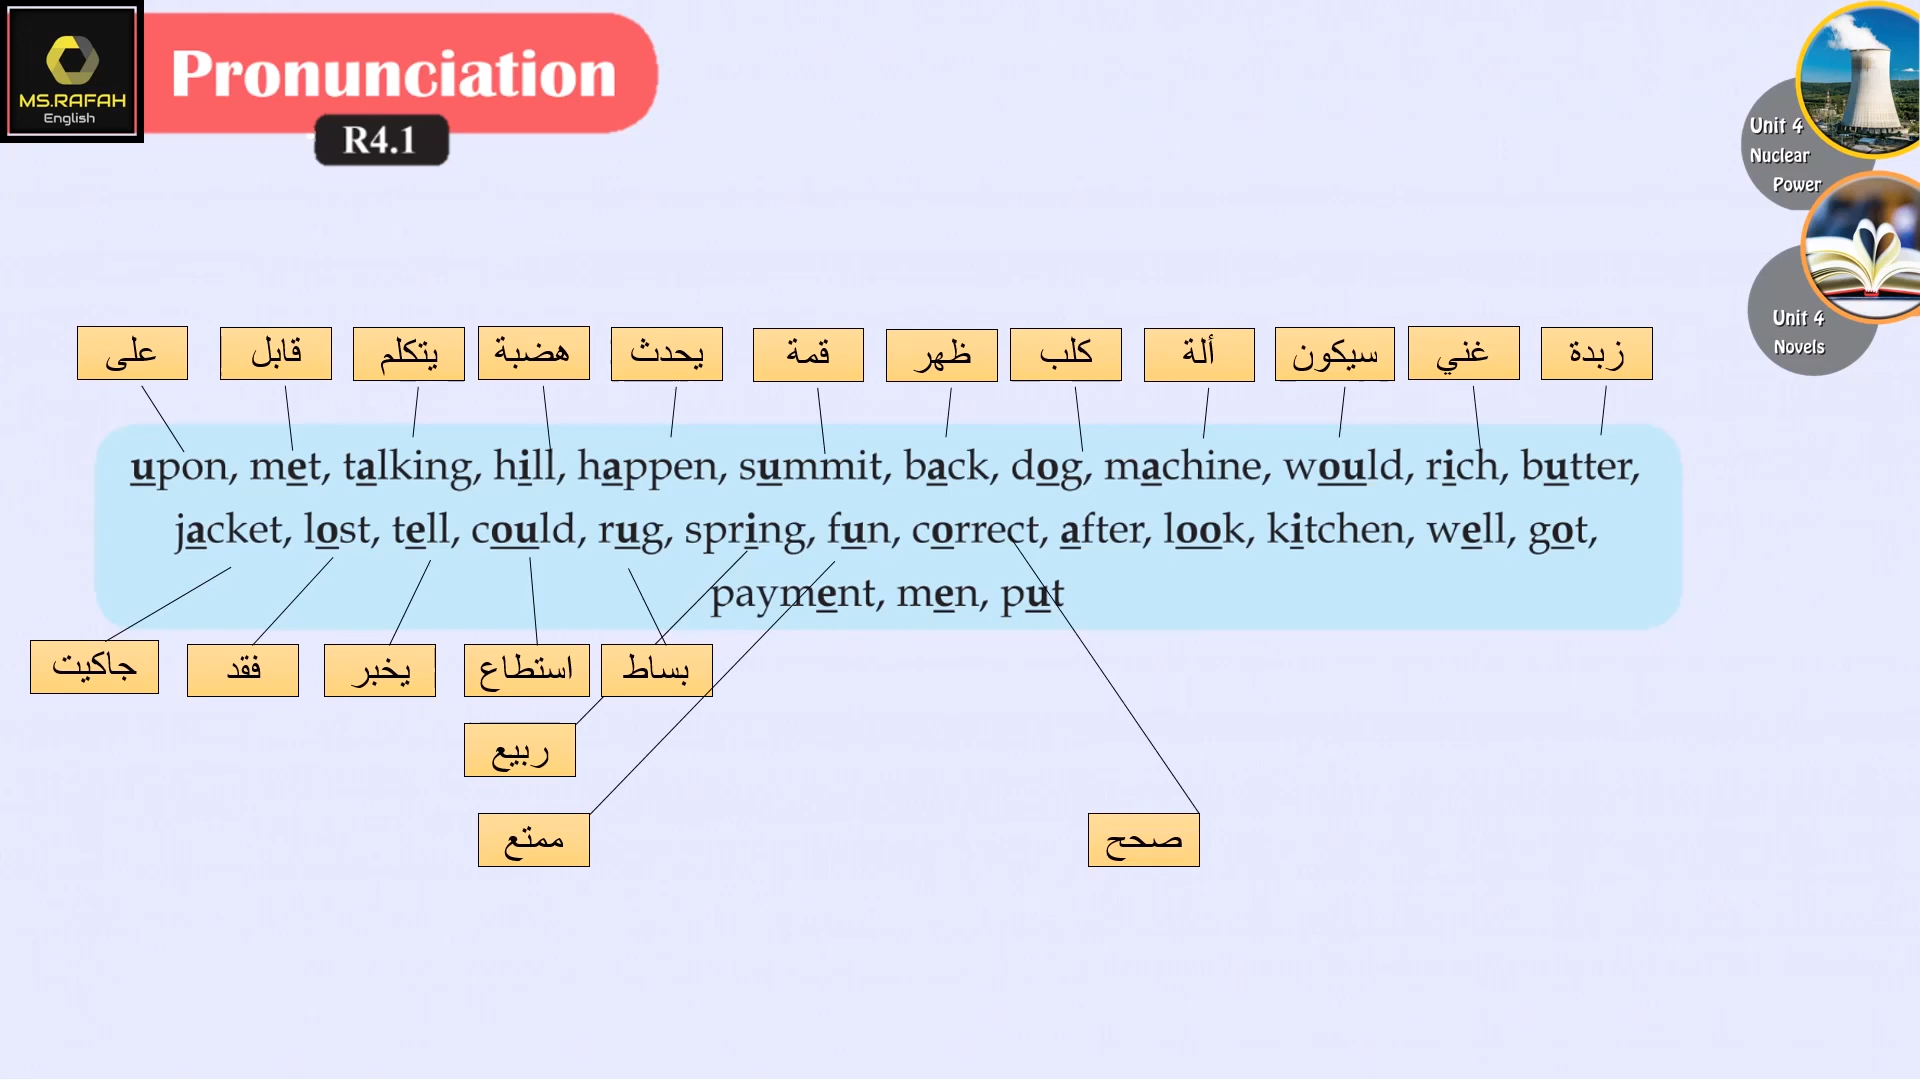 MS.RAFAH
English
Pronunciation
R4.1
Unit 4
Nuclear
Power
Unit 4
Novels
على
قابل
يتكلم
هضبة
يحدث
قمة
ظهر
كلب
ألة
سيكون
غني
زبدة
upon, met, talking, hill, happen, summit, back, dog, machine, would, rich, butter,
jacket, lost, tell, could, rug, spring, fun, correct, after, look, kitchen, well, got,
payment, men, put
جاكيت
فقد
يخبر
استطاع
بساط
ربيع
ممتع
صحح